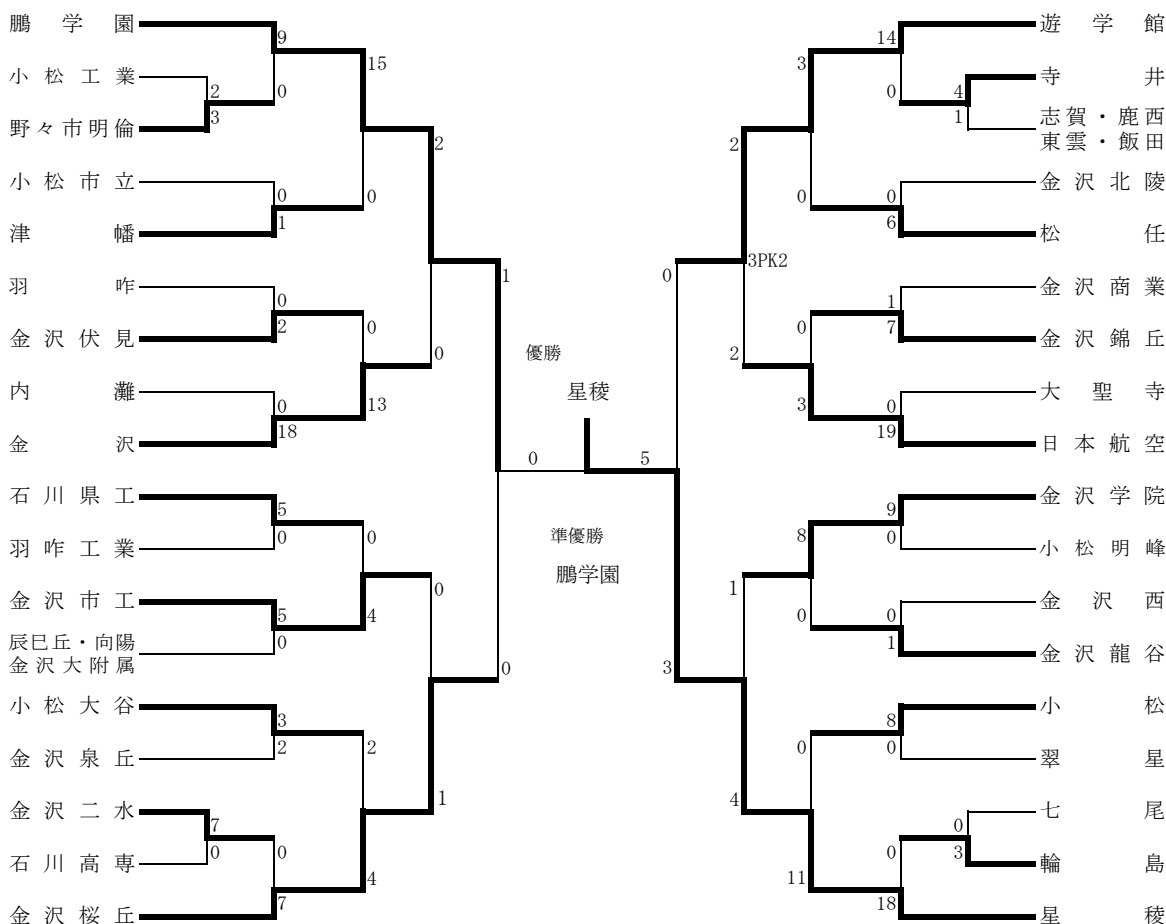 鵬学園
9
15
小松工業
2
0
3
野々市明倫
2
小松市立
0
0
1
津幡
1
羽咋
0
2
0
金沢伏見
0
内灘
0
13
18
金沢
石川県工
5
0
0
羽咋工業
0
金沢市工
5
4
0
辰巳丘・向陽
金沢大附属
0
小松大谷
3
2
2
金沢泉丘
1
金沢二水
7
0
0
石川高専
4
7
金沢桜丘
優勝
星稜
0
5
準優勝
鵬学園
遊学館
14
3
寺井
4
0
1
志賀・鹿西
東雲・飯田
2
金沢北陵
0
0
6
松任
3PK2
0
金沢商業
1
0
7
金沢錦丘
2
大聖寺
0
3
19
日本航空
金沢学院
9
8
0
小松明峰
1
金沢西
0
0
1
金沢龍谷
3
小松
8
0
0
翠星
4
七尾
0
0
3
輪島
11
18
星稜